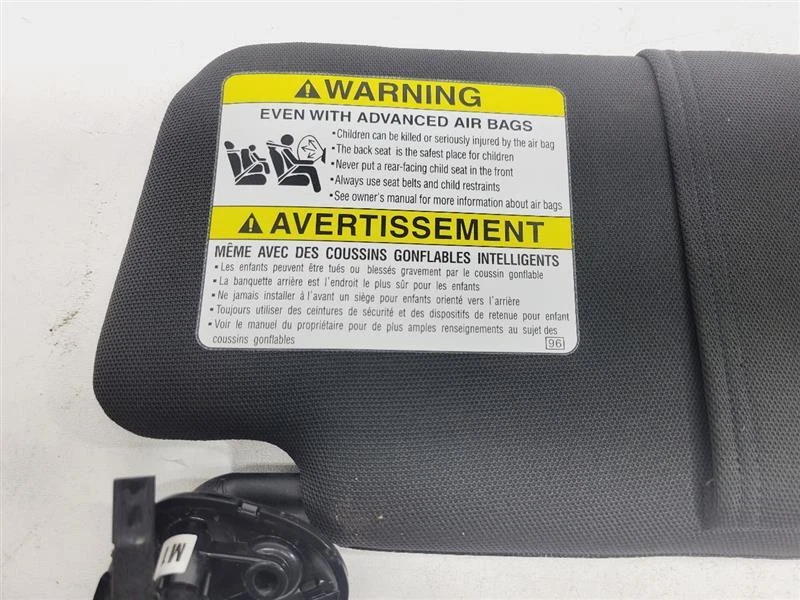 WARNING
EVEN WITH ADVANCED AIR BAGS
•Children can be killed or seriously injured by the air bag
•The back seat is the safest place for children
•Never put a rear-facing child seat in the front
•Always use seat belts and child restraints
•See owner's manual for more information about air bags
AVERTISSEMENT
MÊME AVEC DES COUSSINS GONFLABLES INTELLIGENTS
▪ Les enfants peuvent être tués ou blessés gravement par le coussin gonflable
▪ La banquette arrière est l'endroit le plus sûr pour les enfants
▪ Ne jamais installer à l'avant un siège pour enfants orienté vers l'arrière
▪ Toujours utiliser des ceintures de sécurité et des dispositifs de retenue pour enfant
▪ Voir le manuel du propriétaire pour de plus amples renseignements au sujet des
coussins gonflables
96
M1